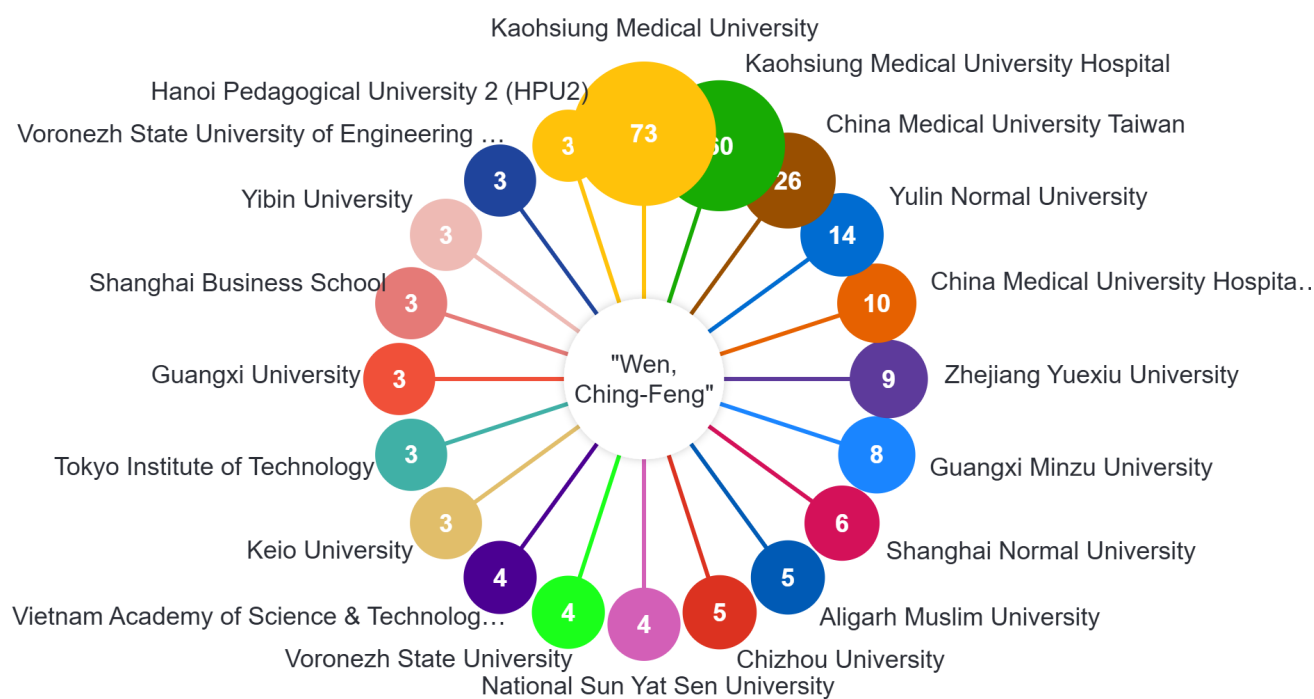 Kaohsiung Medical University
Kaohsiung Medical University Hospital
Hanoi Pedagogical University 2 (HPU2)
China Medical University Taiwan
Voronezh State University of Engineering …
Yulin Normal University
Yibin University
China Medical University Hospita…
Shanghai Business School
Zhejiang Yuexiu University
Guangxi University
Guangxi Minzu University
Tokyo Institute of Technology
Shanghai Normal University
Keio University
Aligarh Muslim University
Vietnam Academy of Science & Technolog…
Chizhou University
Voronezh State University
National Sun Yat Sen University
"Wen,
Ching-Feng"
73
60
26
14
10
9
8
6
5
5
4
4
4
3
3
3
3
3
3
3